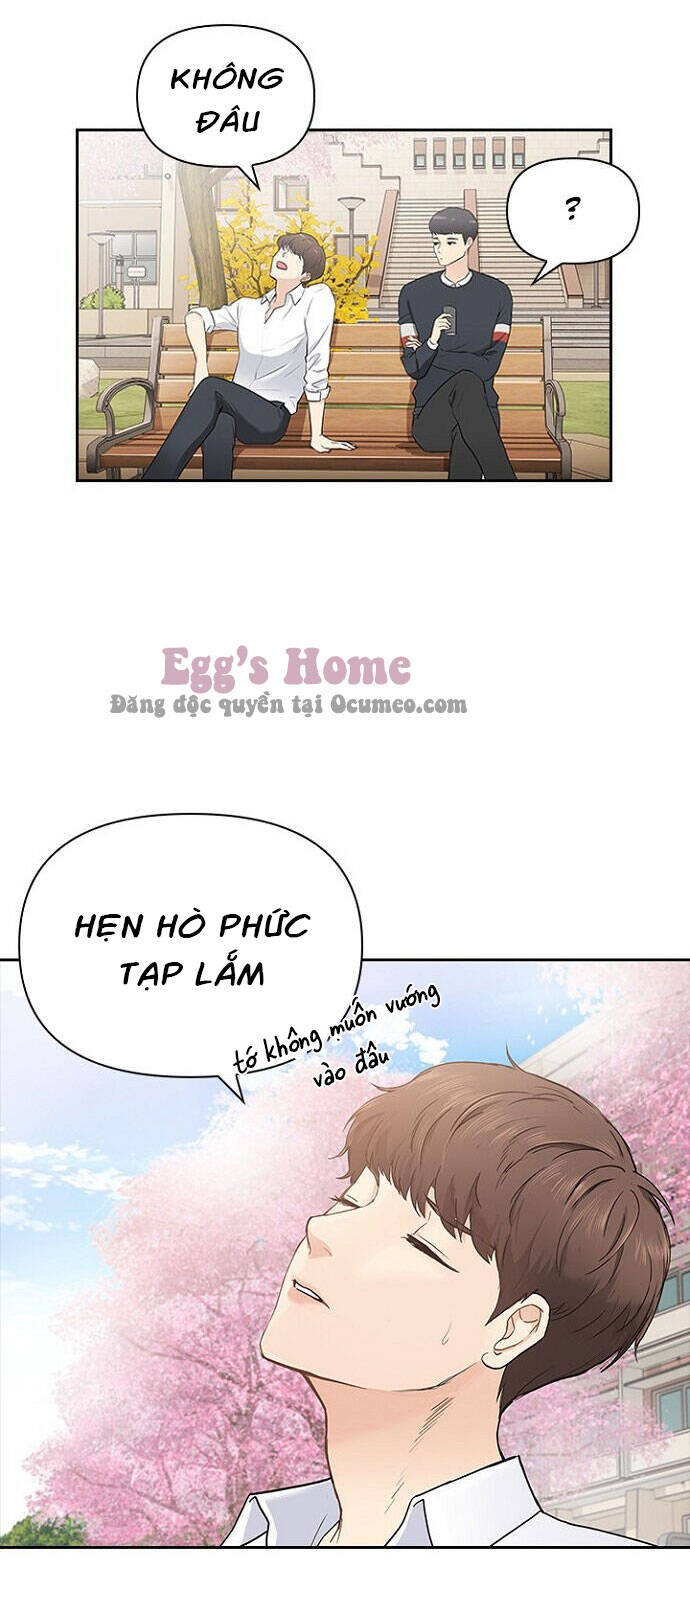 KHÔNG
ĐÂU
?
Egg's Home
Đăng độc quyền tại Ocumeo.com
HẸN HÒ PHỨC
TẠP LẮM
tớ không muốn vướng
vào đâu